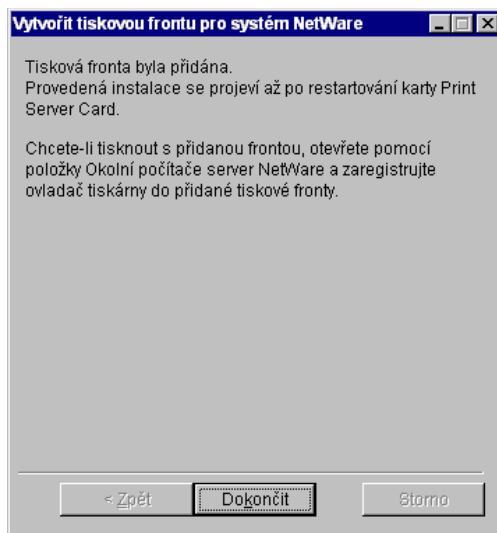 Vytvořit tiskovou frontu pro systém NetWare
Tisková fronta byla přidána.
Provedená instalace se projeví až po restartování karty Print
Server Card.
Chcete-li tisknout s přidanou frontou, otevřete pomocí
položky Okolní počítače server NetWare a zaregistrujte
ovladač tiskárny do přidané tiskové fronty.
< Zpět
Dokončit
Storno